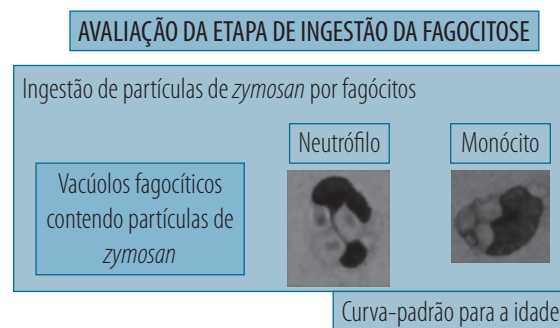 AVALIAÇÃO DA ETAPA DE INGESTÃO DA FAGOCITOSE
Ingestão de partículas de zymosan por fagócitos
Neutrófilo
Monócito
Vacúolos fagocíticos
contendo partículas de
zymosan
Curva-padrão para a idade